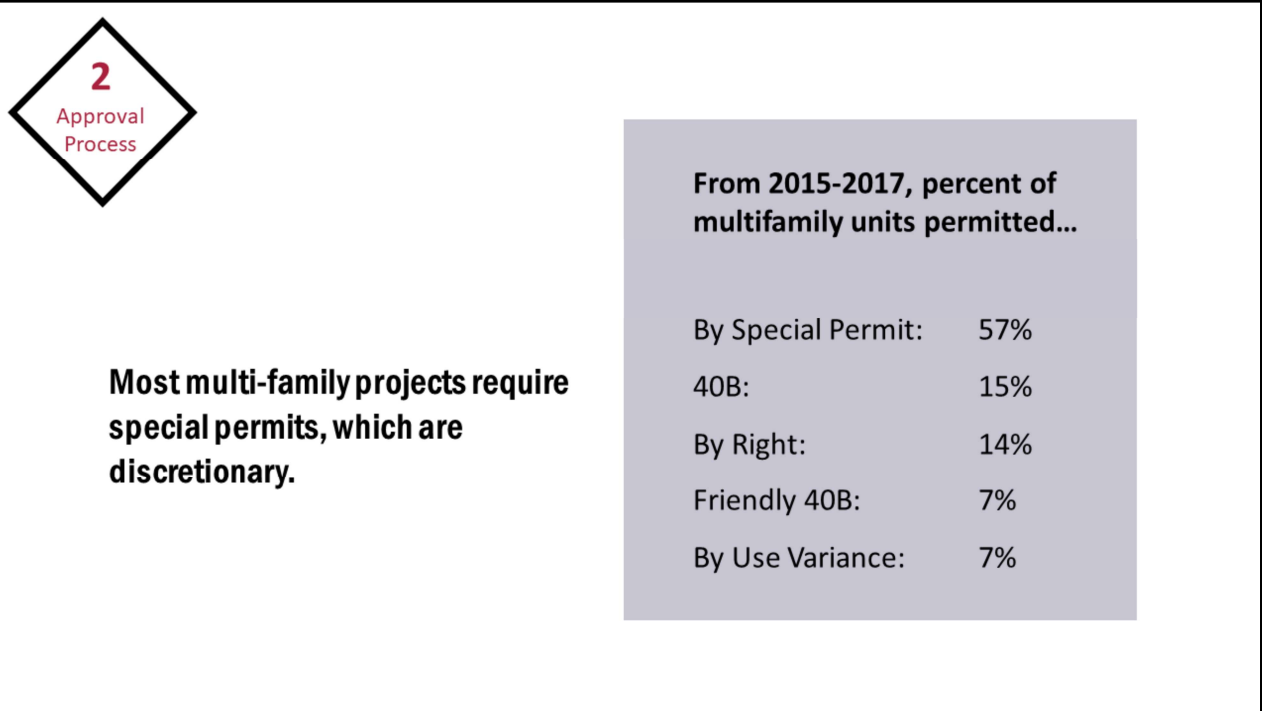 2
Approval
Process
From 2015-2017, percent of
multifamily units permitted...
By Special Permit: 57%
40B: 15%
By Right: 14%
Friendly 40B: 7%
By Use Variance: 7%
Most multi-family projects require
special permits, which are
discretionary.